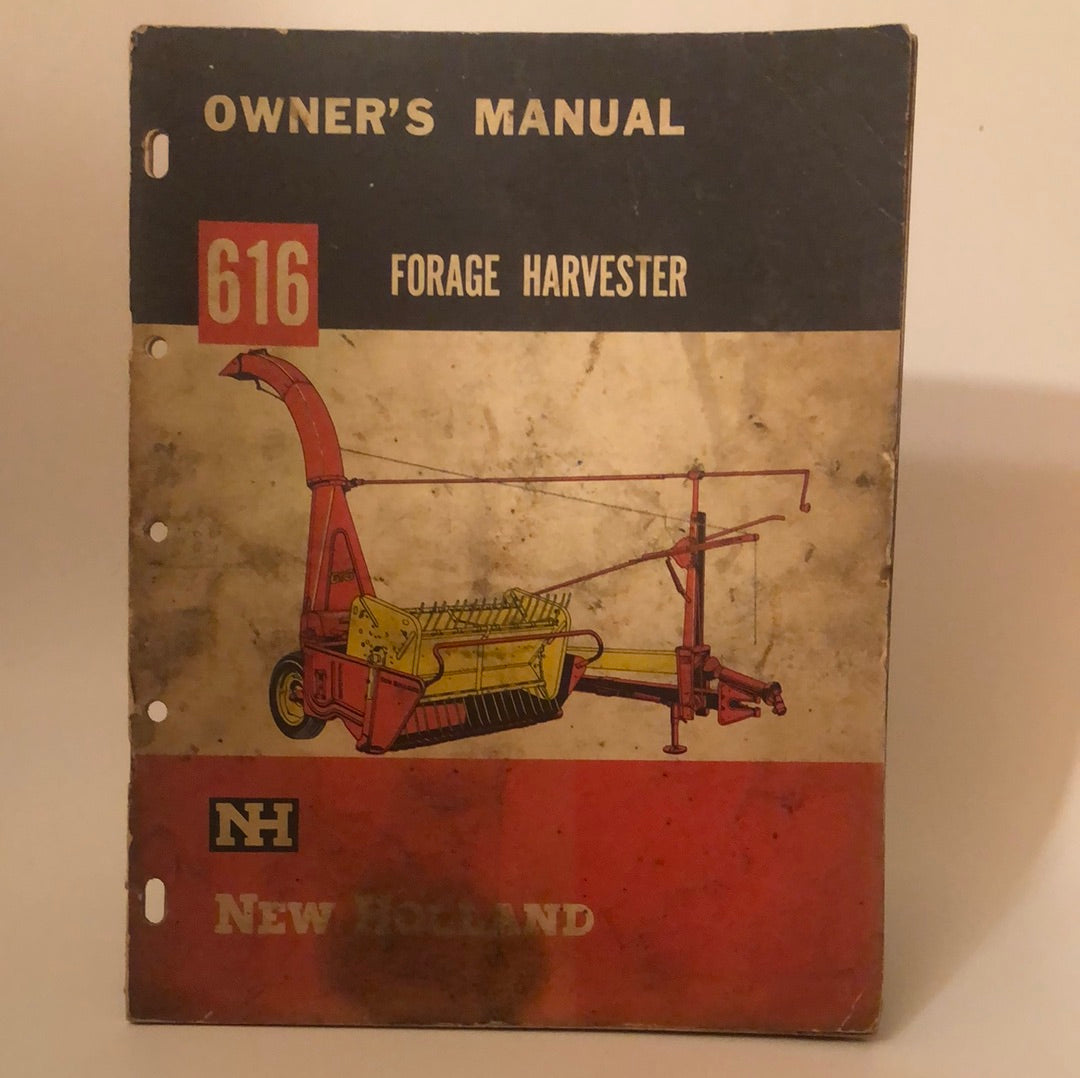 OWNER'S MANUAL
616
FORAGE HARVESTER
NH
NEW HOLLAND